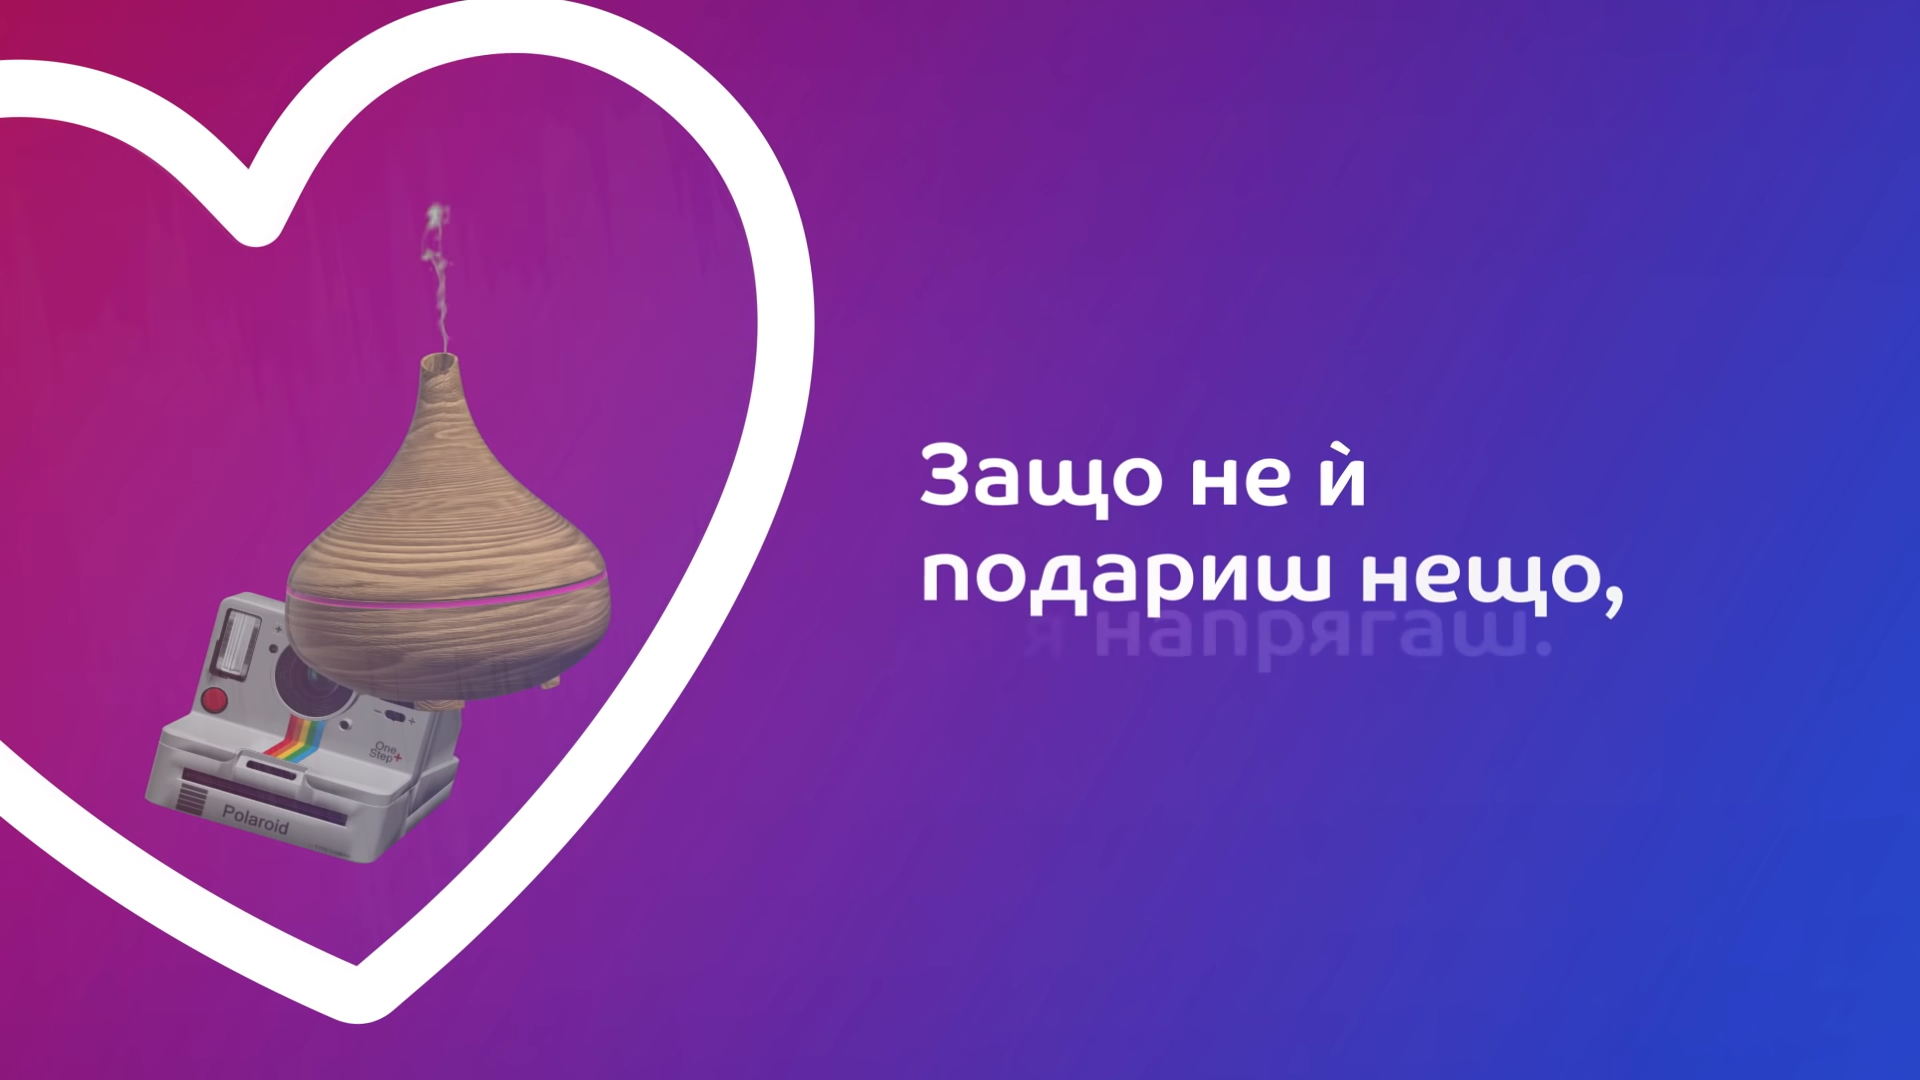 Защо не ѝ
подариш нещо,
я напрягаш.
One
Step+
Polaroid